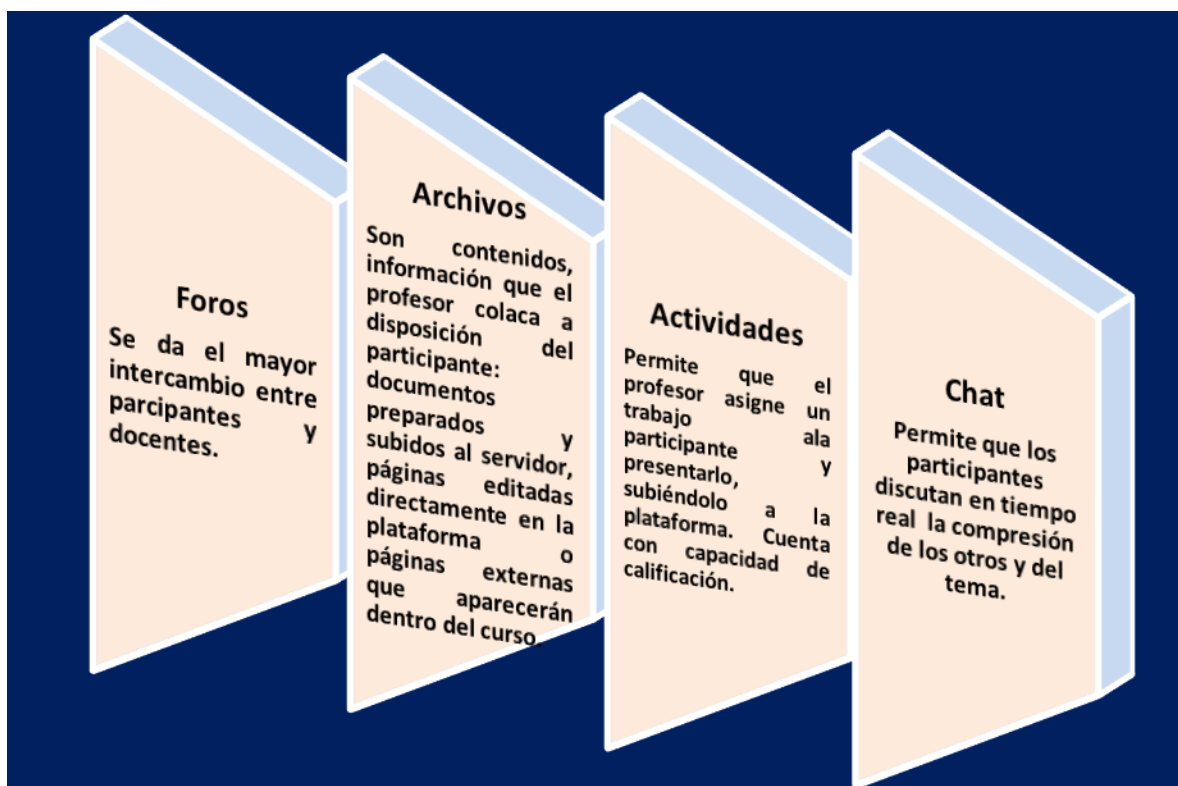 Foros
Se da el mayor
intercambio entre
parcipantes y
docentes.
Archivos
Son contenidos,
información que el
profesor colaca a
disposición del
participante:
documentos
preparados y
subidos al servidor,
páginas editadas
directamente en la
plataforma o
páginas externas
que aparecerán
dentro del curso.
Actividades
Permite que el
profesor asigne un
trabajo ala
participante y
presentarlo,
subiéndolo a la
plataforma. Cuenta
con capacidad de
calificación.
Chat
Permite que los
participantes
discutan en tiempo
real la compresión
de los otros y del
tema.